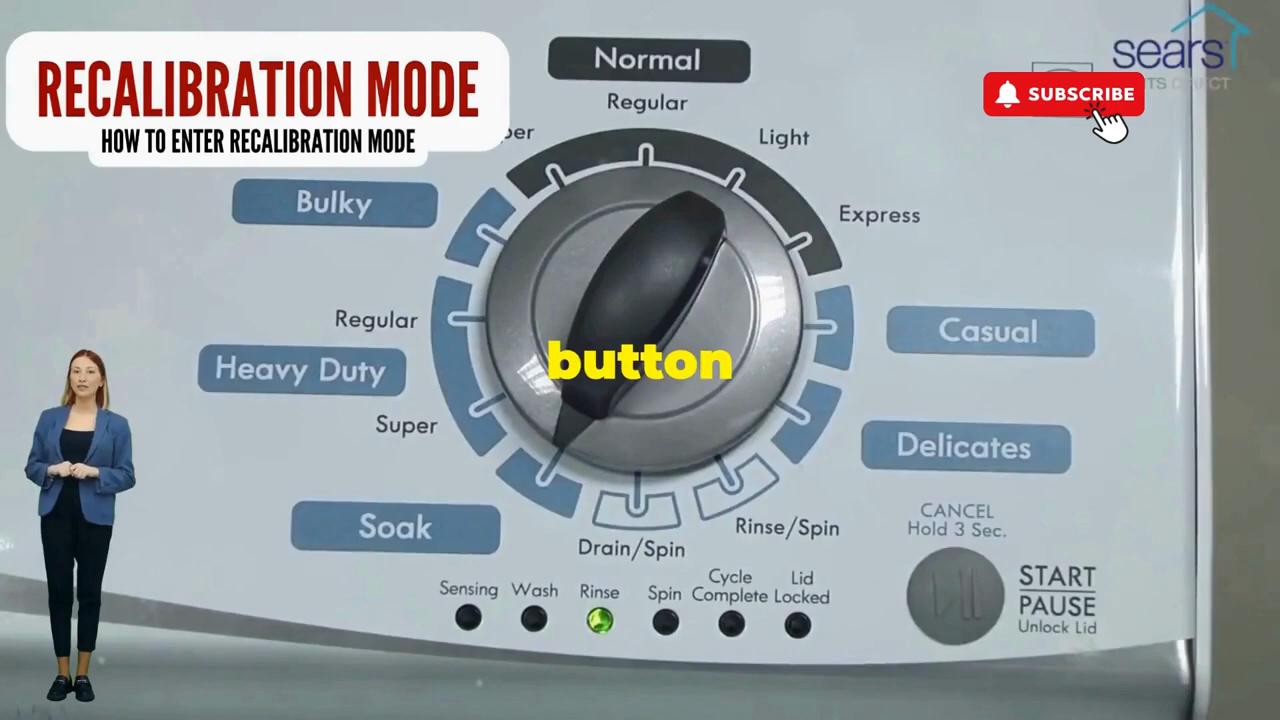 RECALIBRATION MODE
HOW TO ENTER RECALIBRATION MODE
sears
SUBSCRIBE
Normal
Regular
Light
Express
Bulky
Regular
Heavy Duty
Super
Casual
Delicates
Soak
Drain/Spin
Rinse/Spin
button
CANCEL
Hold 3 Sec.
START
PAUSE
Unlock Lid
Sensing
Wash
Rinse
Spin
Cycle
Complete
Lid
Locked